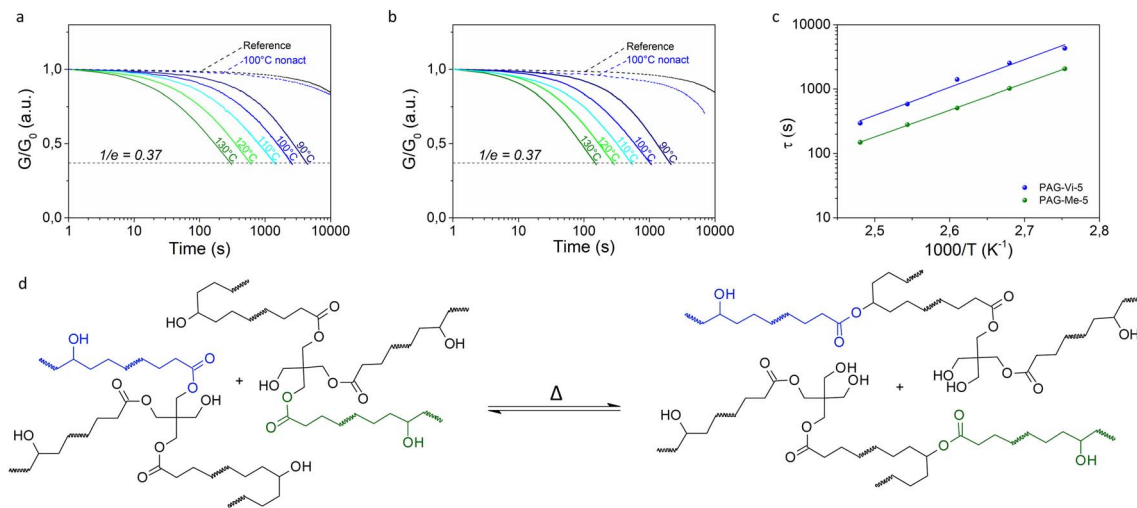 a
b
c
Reference
100°C nonact
1,0
0,5
0,0
G/G0 (a.u.)
1/e = 0.37
130°C
120°C
110°C
100°C
90°C
1
10
100
1000
10000
Time (s)
Reference
100°C nonact
1,0
0,5
0,0
G/G0 (a.u.)
1/e = 0.37
130°C
120°C
110°C
100°C
90°C
1
10
100
1000
10000
Time (s)
10000
1000
100
10
τ (s)
PAG-Vi-5
PAG-Me-5
2,5
2,6
2,7
2,8
1000/T (K-1)
d
OH
O
O
HO
O
O
OH
O
O
O
HO
O
O
OH
+
HO
O
O
O
O
OH
O
O
OH
Δ
OH
O
O
O
O
HO
O
O
OH
O
O
HO
OH
OH
+
O
O
O
O
OH